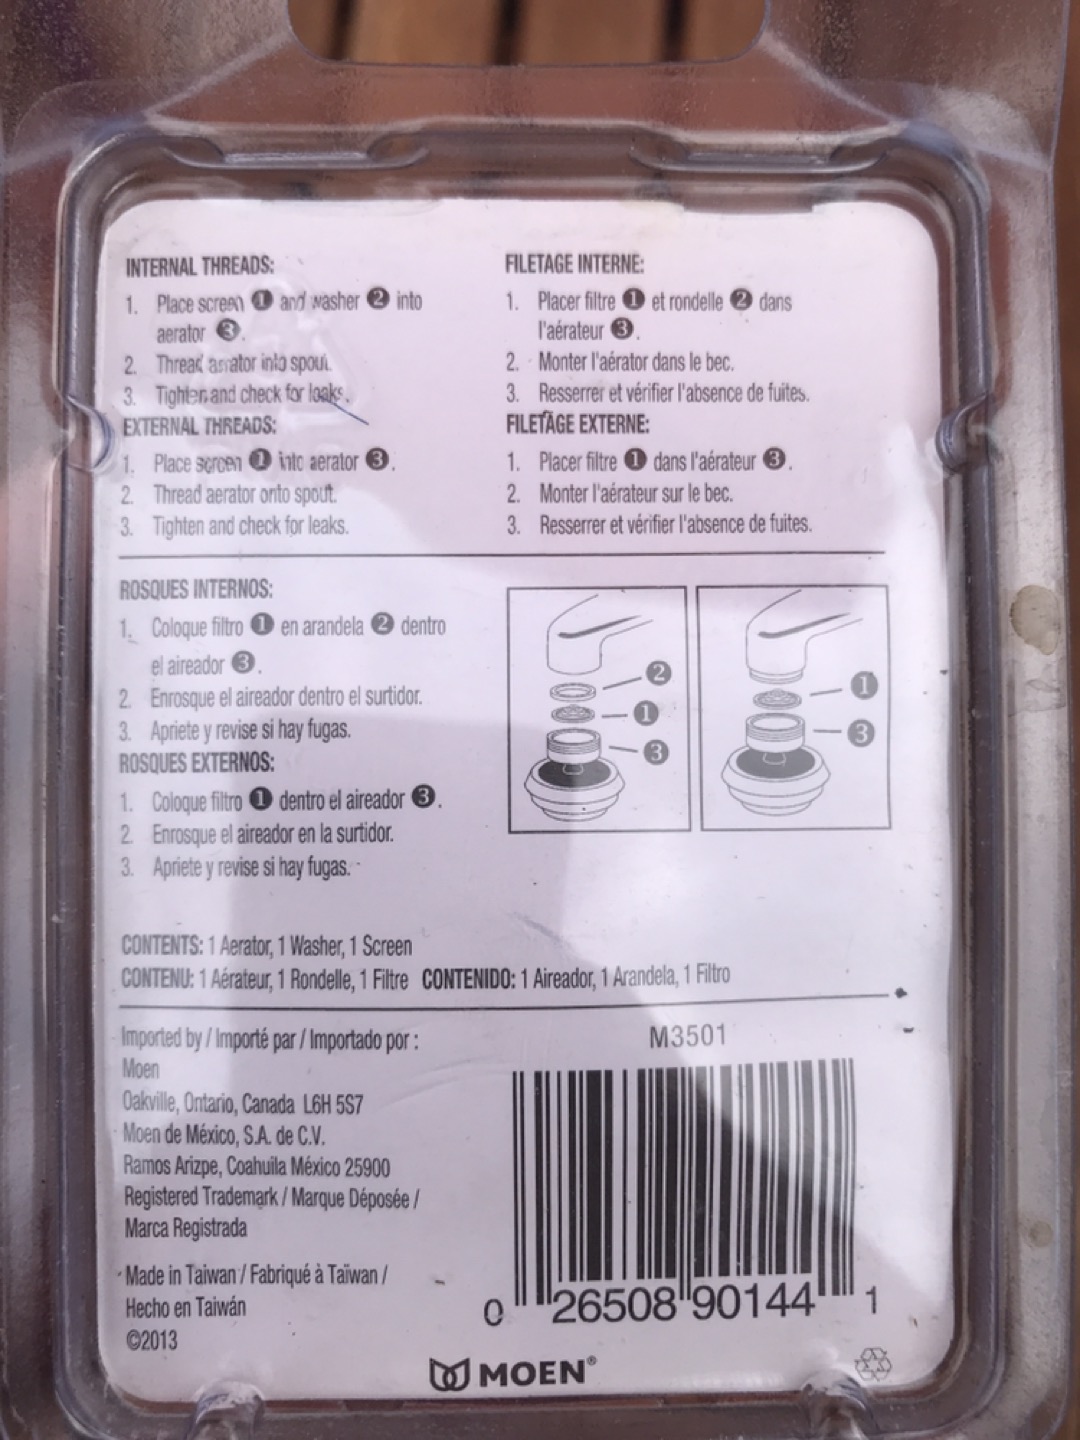 INTERNAL THREADS:
1. Place screen ❶ and washer ❷ into
aerator ❸.
2. Thread aerator into spout.
3. Tighten and check for leaks.
EXTERNAL THREADS:
1. Place screen ❶ into aerator ❸.
2. Thread aerator onto spout.
3. Tighten and check for leaks.
FILETAGE INTERNE:
1. Placer filtre ❶ et rondelle ❷ dans
l'aérateur ❸.
2. Monter l'aérator dans le bec.
3. Resserrer et vérifier l'absence de fuites.
FILETAGE EXTERNE:
1. Placer filtre ❶ dans l'aérateur ❸.
2. Monter l'aérateur sur le bec.
3. Resserrer et vérifier l'absence de fuites.
ROSQUES INTERNOS:
1. Coloque filtro ❶ en arandela ❷ dentro
el aireador ❸.
2. Enrosque el aireador dentro el surtidor.
3. Apriete y revise si hay fugas.
ROSQUES EXTERNOS:
1. Coloque filtro ❶ dentro el aireador ❸.
2. Enrosque el aireador en la surtidor.
3. Apriete y revise si hay fugas.
❷
❶
❸
❶
❸
CONTENTS: 1 Aerator, 1 Washer, 1 Screen
CONTENU: 1 Aérateur, 1 Rondelle, 1 Filtre CONTENIDO: 1 Aireador, 1 Arandela, 1 Filtro
Imported by / Importé par / Importado por :
Moen
Oakville, Ontario, Canada L6H 5S7
Moen de México, S.A. de C.V.
Ramos Arizpe, Coahuila México 25900
Registered Trademark / Marque Déposée /
Marca Registrada
Made in Taiwan / Fabriqué à Taïwan /
Hecho en Taiwán
©2013
M3501
0 26508 90144 1
MOEN®